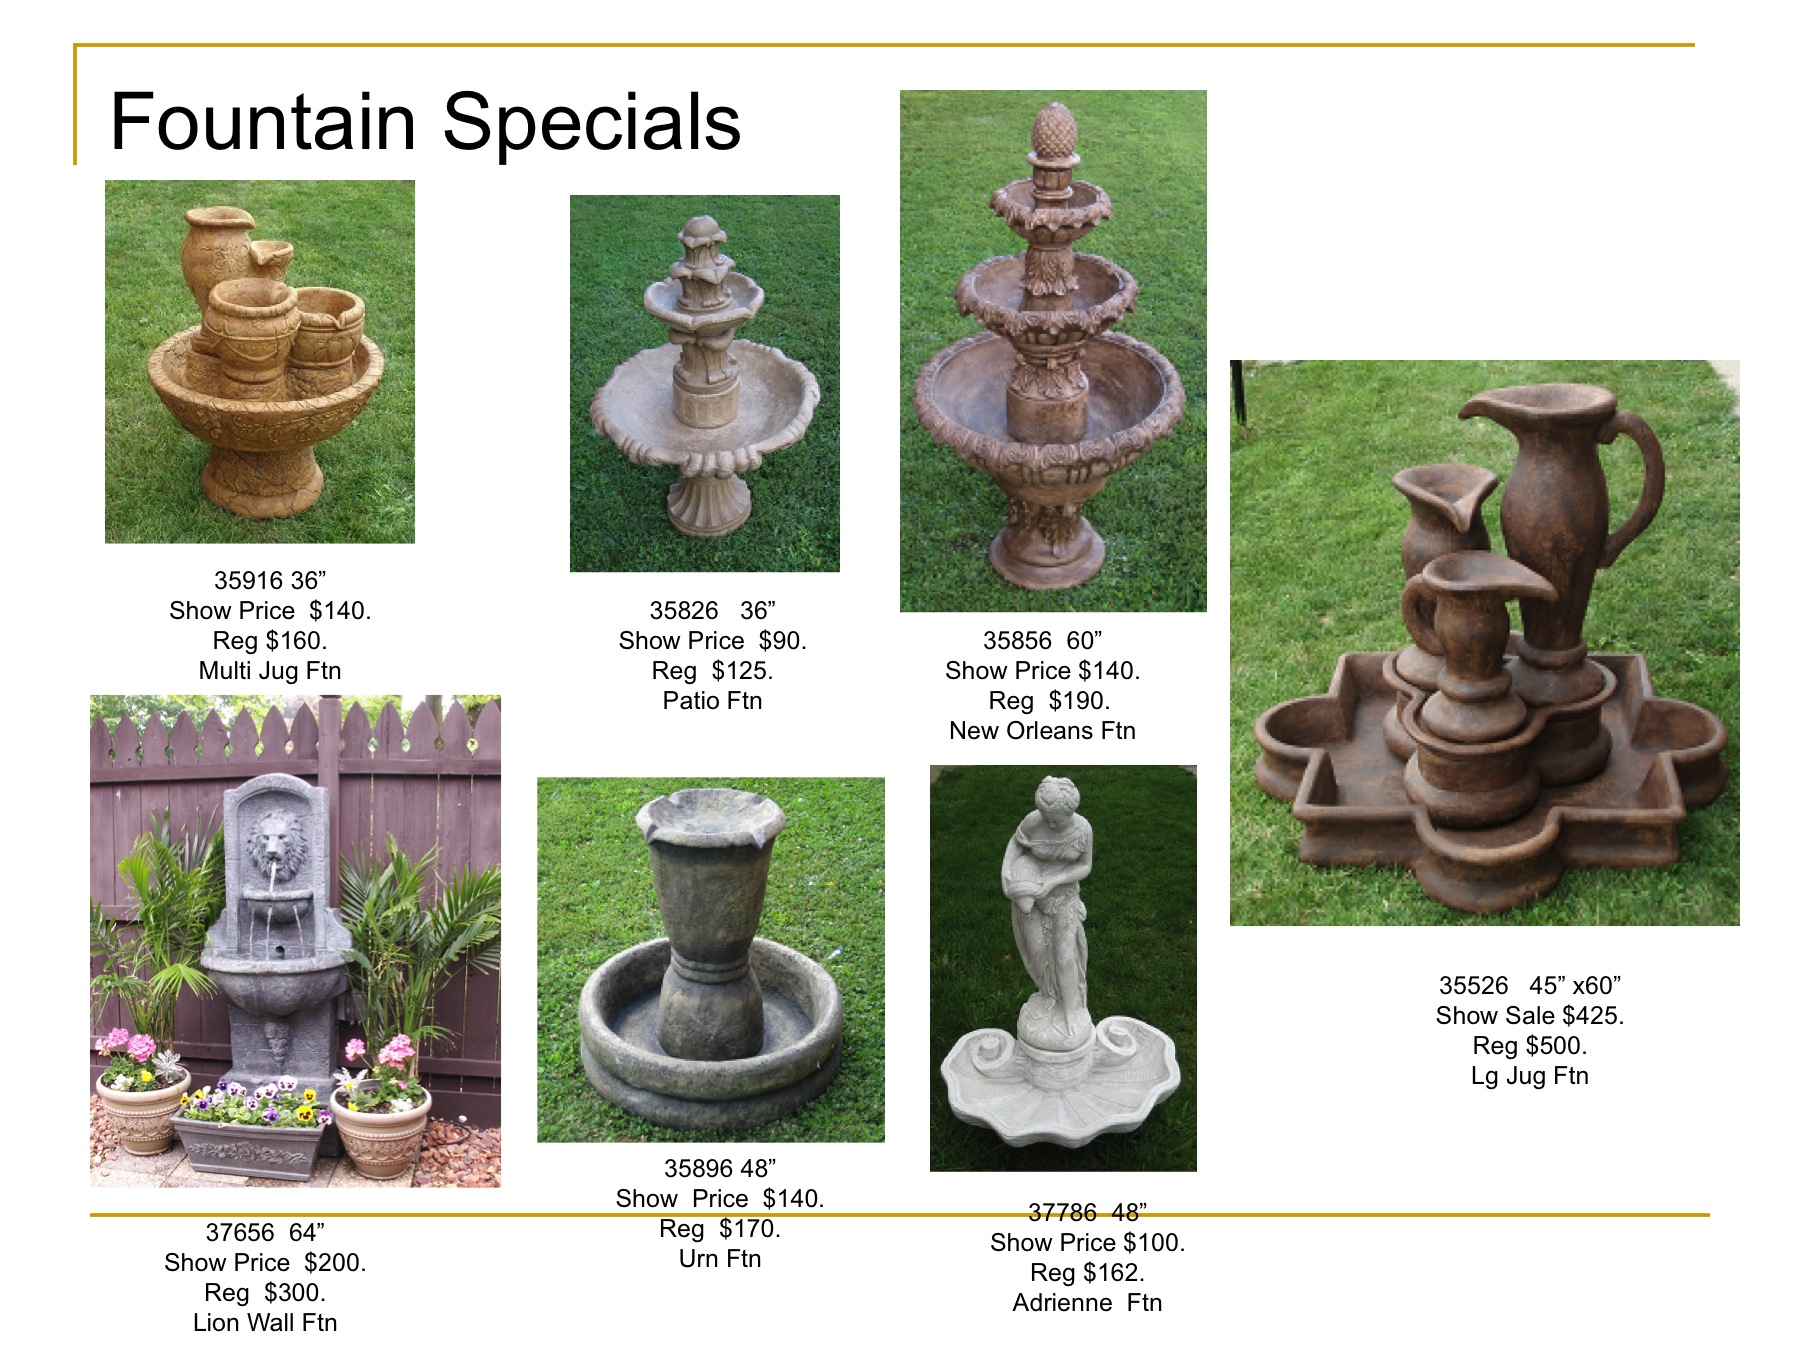 Fountain Specials
35916 36”
Show Price  $140.
Reg $160.
Multi Jug Ftn
35826   36”
Show Price  $90.
Reg  $125.
Patio Ftn
35856  60”
Show Price $140.
Reg  $190.
New Orleans Ftn
35526   45” x60”
Show Sale $425.
Reg $500.
Lg Jug Ftn
37656  64”
Show Price  $200.
Reg  $300.
Lion Wall Ftn
35896 48”
Show  Price  $140.
Reg  $170.
Urn Ftn
37786  48”
Show Price $100.
Reg $162.
Adrienne  Ftn